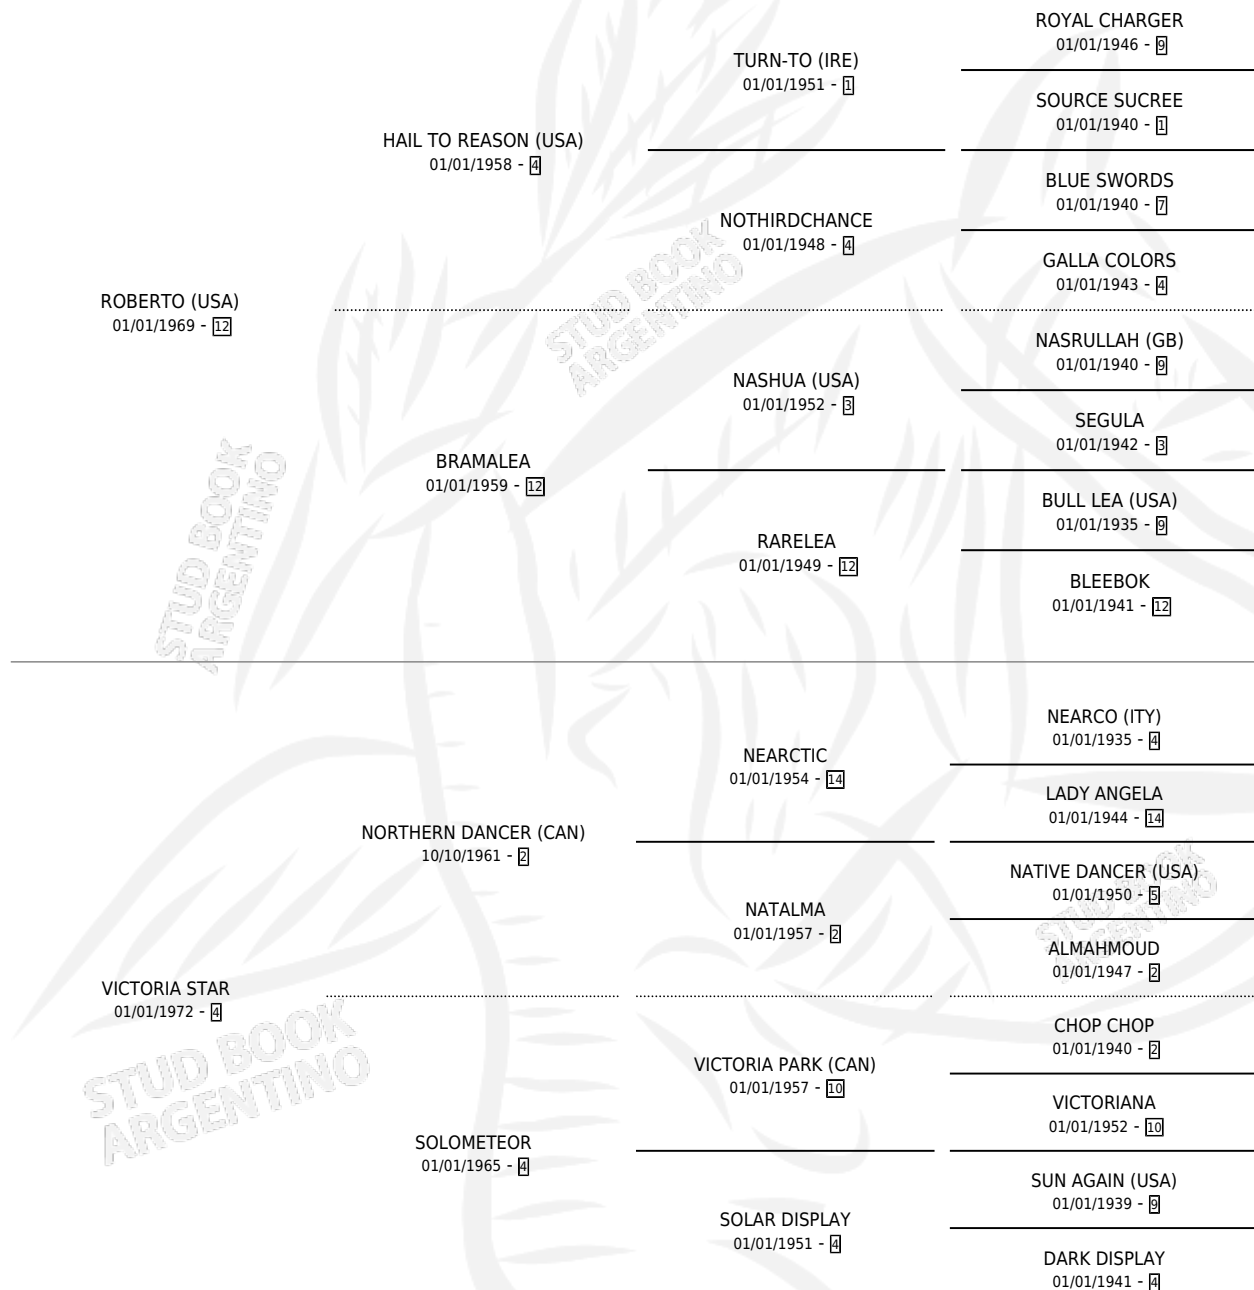 ROYAL CHARGER
01/01/1946 - 9
TURN-TO (IRE)
01/01/1951 - 1
SOURCE SUCREE
01/01/1940 - 1
HAIL TO REASON (USA)
01/01/1958 - 4
BLUE SWORDS
01/01/1940 - 7
NOTHIRDCHANCE
01/01/1948 - 4
GALLA COLORS
01/01/1943 - 4
ROBERTO (USA)
01/01/1969 - 12
NASRULLAH (GB)
01/01/1940 - 9
NASHUA (USA)
01/01/1952 - 3
SEGULA
01/01/1942 - 3
BRAMALEA
01/01/1959 - 12
BULL LEA (USA)
01/01/1935 - 9
RARELEA
01/01/1949 - 12
BLEEBOK
01/01/1941 - 12
NEARCO (ITY)
01/01/1935 - 4
NEARCTIC
01/01/1954 - 14
LADY ANGELA
01/01/1944 - 14
NORTHERN DANCER (CAN)
10/10/1961 - 2
NATIVE DANCER (USA)
01/01/1950 - 5
NATALMA
01/01/1957 - 2
ALMAHMOUD
01/01/1947 - 2
VICTORIA STAR
01/01/1972 - 4
CHOP CHOP
01/01/1940 - 2
VICTORIA PARK (CAN)
01/01/1957 - 10
VICTORIANA
01/01/1952 - 10
SOLOMETEOR
01/01/1965 - 4
SUN AGAIN (USA)
01/01/1939 - 9
SOLAR DISPLAY
01/01/1951 - 4
DARK DISPLAY
01/01/1941 - 4
STUD BOOK
ARGENTINO
STUD BOOK
ARGENTINO
STUD BOOK
ARGENTINO
STUD BOOK
ARGENTINO